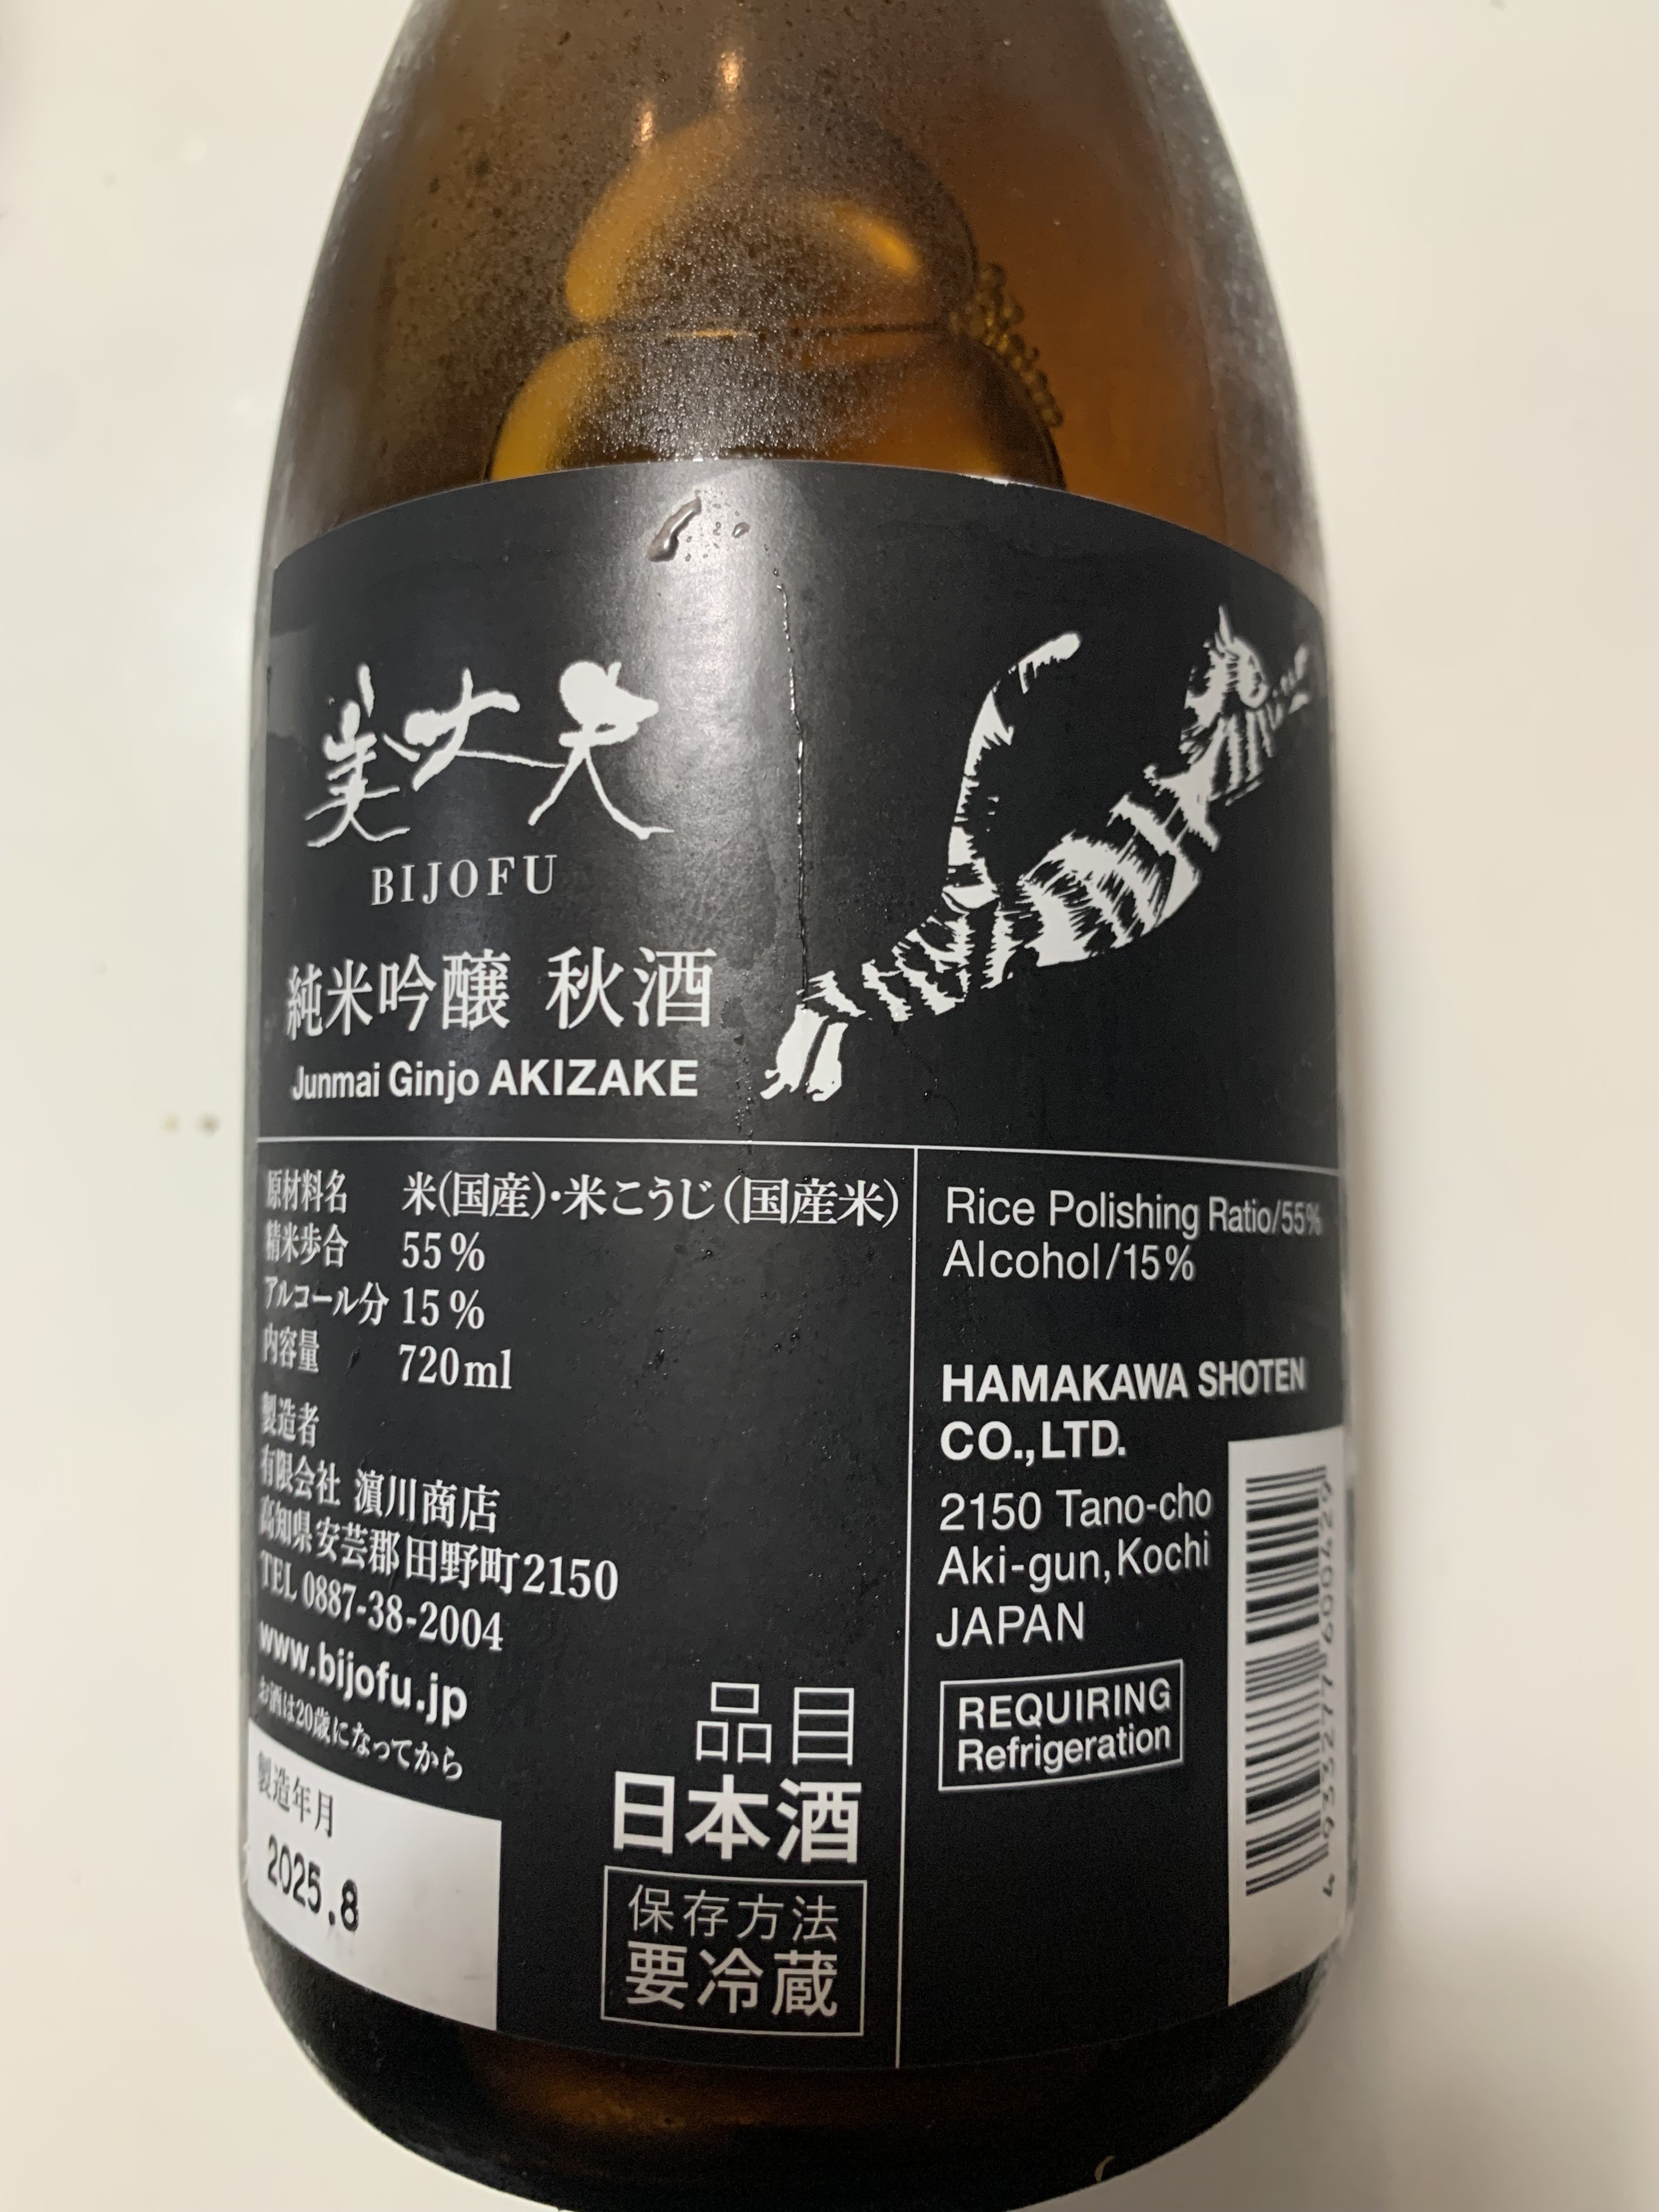 美丈夫
BIJOFU
純米吟醸 秋酒
Junmai Ginjo AKIZAKE
原材料名 米(国産)・米こうじ(国産米)
精米歩合 55%
アルコール分 15%
内容量 720ml
製造者
有限会社 濵川商店
高知県安芸郡田野町2150
TEL 0887-38-2004
www.bijofu.jp
お酒は20歳になってから
製造年月
2025.8
品目
日本酒
保存方法
要冷蔵
Rice Polishing Ratio/55%
Alcohol/15%
HAMAKAWA SHOTEN
CO.,LTD.
2150 Tano-cho
Aki-gun,Kochi
JAPAN
REQUIRING
Refrigeration
4 933277 600429